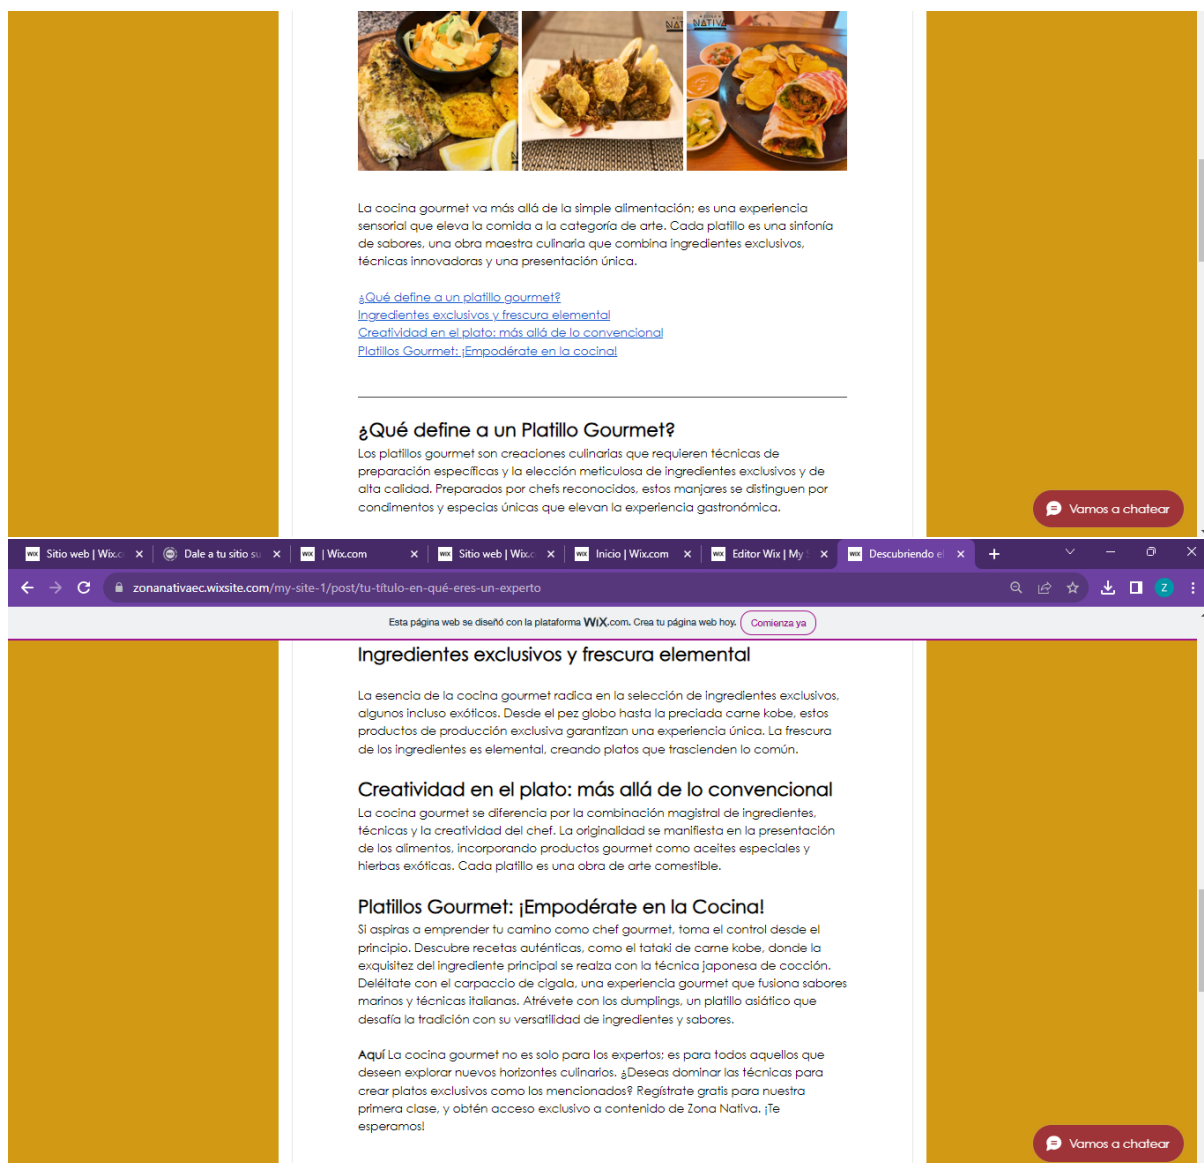 NATIVA
La cocina gourmet va más allá de la simple alimentación; es una experiencia
sensorial que eleva la comida a la categoría de arte. Cada platillo es una sinfonía
de sabores, una obra maestra culinaria que combina ingredientes exclusivos,
técnicas innovadoras y una presentación única.
¿Qué define a un platillo gourmet?
Ingredientes exclusivos y frescura elemental
Creatividad en el plato: más allá de lo convencional
Platillos Gourmet: ¡Empodérate en la cocina!
¿Qué define a un Platillo Gourmet?
Los platillos gourmet son creaciones culinarias que requieren técnicas de
preparación específicas y la elección meticulosa de ingredientes exclusivos y de
alta calidad. Preparados por chefs reconocidos, estos manjares se distinguen por
condimentos y especias únicas que elevan la experiencia gastronómica.
Vamos a chatear
Sitio web | Wix.c
Dale a tu sitio su
| Wix.com
Sitio web | Wix.c
Inicio | Wix.com
Editor Wix | My S
Descubriendo el
zonanativaec.wixsite.com/my-site-1/post/tu-título-en-qué-eres-un-experto
Z
Esta página web se diseñó con la plataforma WiX.com. Crea tu página web hoy. Comienza ya
Ingredientes exclusivos y frescura elemental
La esencia de la cocina gourmet radica en la selección de ingredientes exclusivos,
algunos incluso exóticos. Desde el pez globo hasta la preciada carne kobe, estos
productos de producción exclusiva garantizan una experiencia única. La frescura
de los ingredientes es elemental, creando platos que trascienden lo común.
Creatividad en el plato: más allá de lo convencional
La cocina gourmet se diferencia por la combinación magistral de ingredientes,
técnicas y la creatividad del chef. La originalidad se manifiesta en la presentación
de los alimentos, incorporando productos gourmet como aceites especiales y
hierbas exóticas. Cada platillo es una obra de arte comestible.
Platillos Gourmet: ¡Empodérate en la Cocina!
Si aspiras a emprender tu camino como chef gourmet, toma el control desde el
principio. Descubre recetas auténticas, como el tataki de carne kobe, donde la
exquisitez del ingrediente principal se realza con la técnica japonesa de cocción.
Deléitate con el carpaccio de cigala, una experiencia gourmet que fusiona sabores
marinos y técnicas italianas. Atrévete con los dumplings, un platillo asiático que
desafía la tradición con su versatilidad de ingredientes y sabores.
Aquí La cocina gourmet no es solo para los expertos; es para todos aquellos que
deseen explorar nuevos horizontes culinarios. ¿Deseas dominar las técnicas para
crear platos exclusivos como los mencionados? Regístrate gratis para nuestra
primera clase, y obtén acceso exclusivo a contenido de Zona Nativa. ¡Te
esperamos!
Vamos a chatear